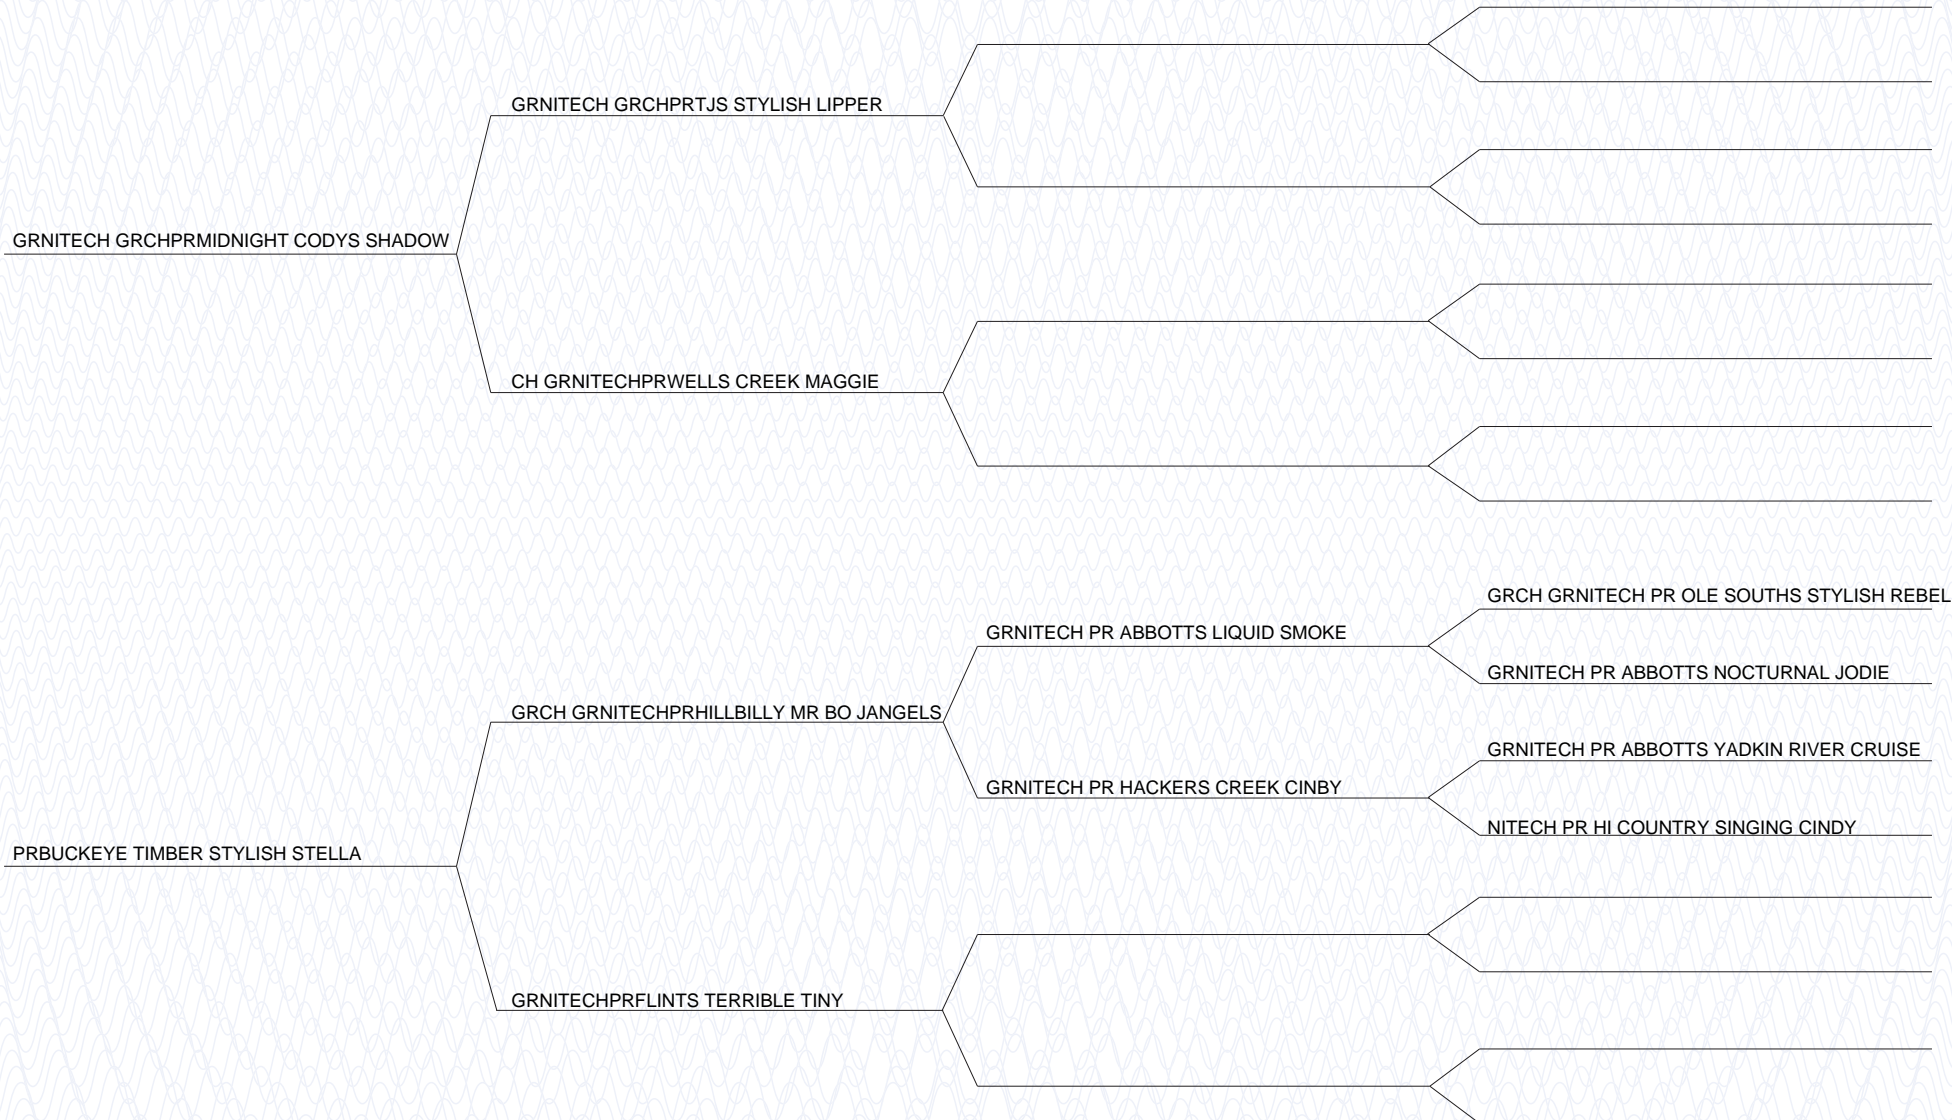 GRNITECH GRCHPRTJS STYLISH LIPPER
GRNITECH GRCHPRMIDNIGHT CODYS SHADOW
CH GRNITECHPRWELLS CREEK MAGGIE
GRCH GRNITECH PR OLE SOUTHS STYLISH REBEL
GRNITECH PR ABBOTTS LIQUID SMOKE
GRNITECH PR ABBOTTS NOCTURNAL JODIE
GRCH GRNITECHPRHILLBILLY MR BO JANGELS
GRNITECH PR ABBOTTS YADKIN RIVER CRUISE
GRNITECH PR HACKERS CREEK CINBY
NITECH PR HI COUNTRY SINGING CINDY
PRBUCKEYE TIMBER STYLISH STELLA
GRNITECHPRFLINTS TERRIBLE TINY